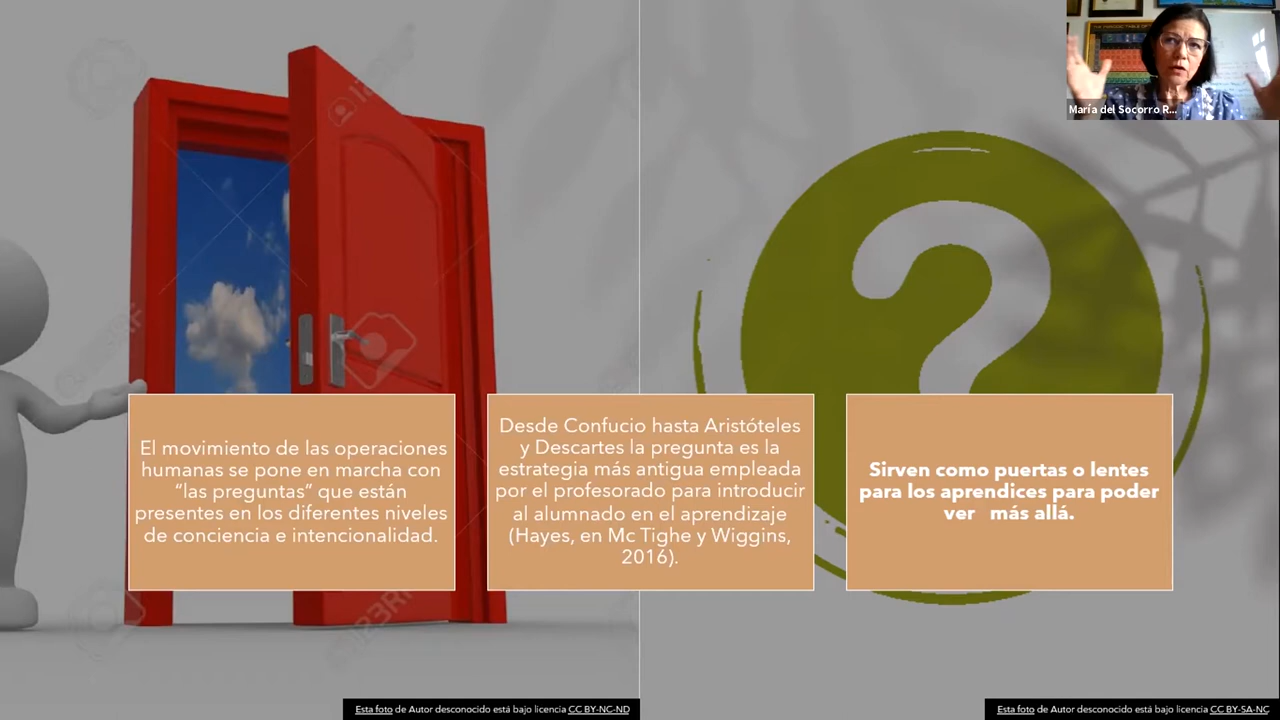 María del Socorro R...
El movimiento de las operaciones
humanas se pone en marcha con
“las preguntas” que están
presentes en los diferentes niveles
de conciencia e intencionalidad.
Desde Confucio hasta Aristóteles
y Descartes la pregunta es la
estrategia más antigua empleada
por el profesorado para introducir
al alumnado en el aprendizaje
(Hayes, en Mc Tighe y Wiggins,
2016).
Sirven como puertas o lentes
para los aprendices para poder
ver más allá.
Esta foto de Autor desconocido está bajo licencia CC BY-NC-ND
Esta foto de Autor desconocido está bajo licencia CC BY-SA-NC